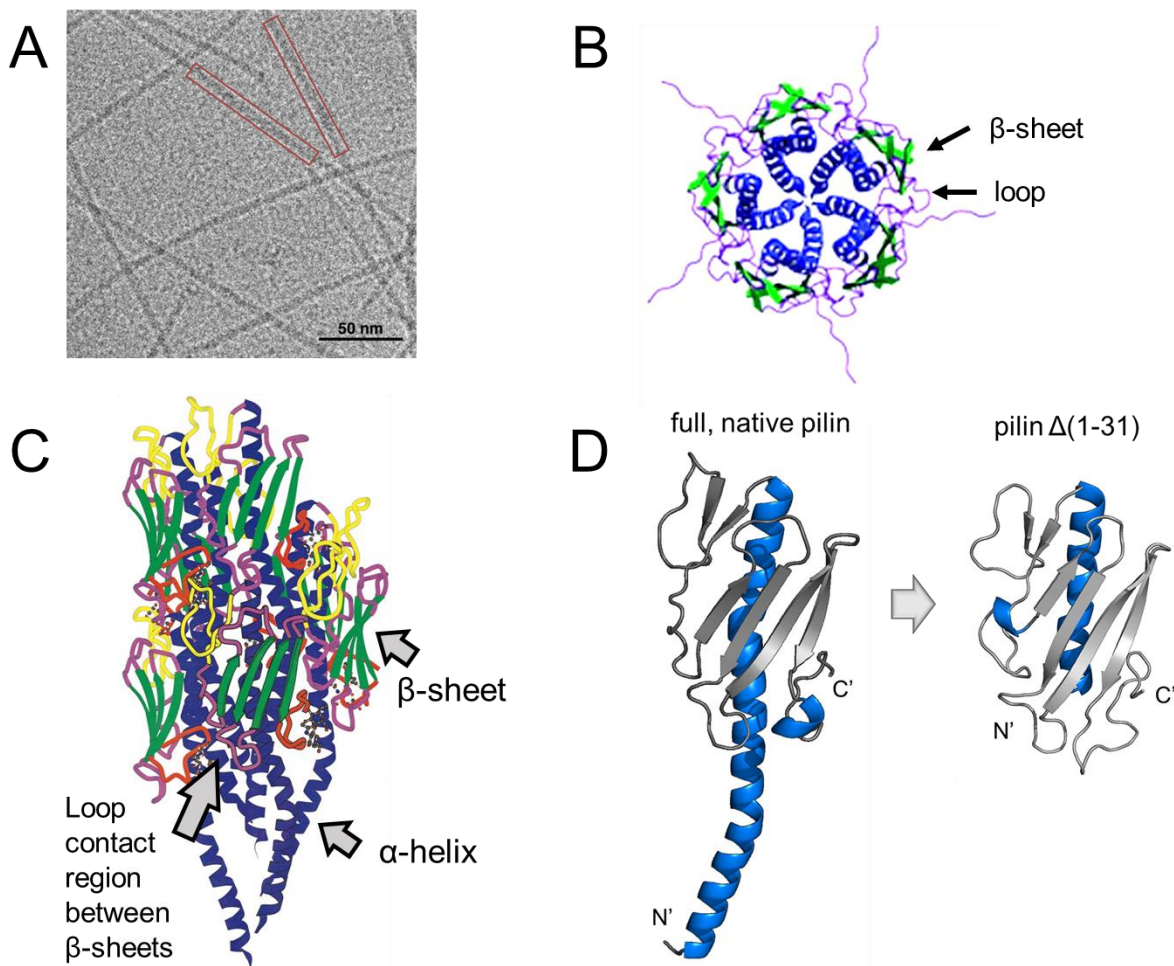 A
50 nm
B
β-sheet
loop
C
β-sheet
Loop
contact
region
between
β-sheets
α-helix
D
full, native pilin
pilin Δ(1-31)
C'
N'
N'
C'